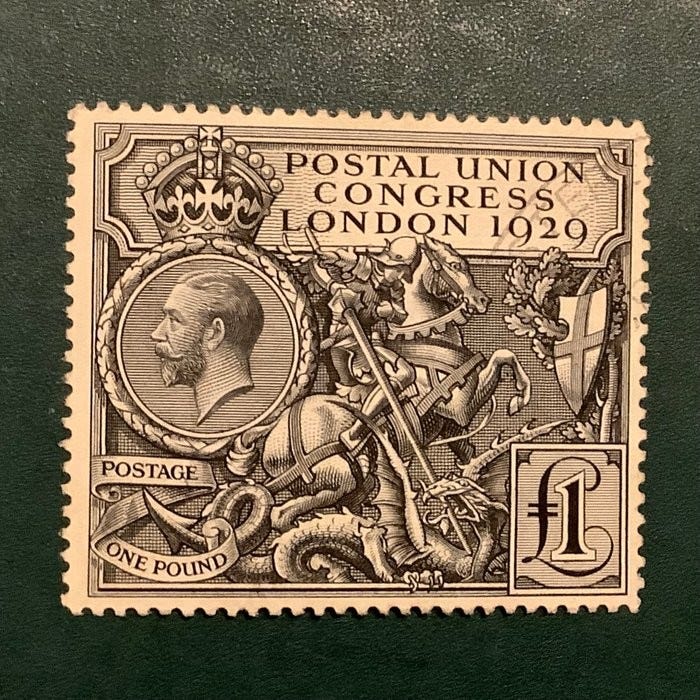 POSTAL UNION
CONGRESS
LONDON 1929
POSTAGE
ONE POUND
£1